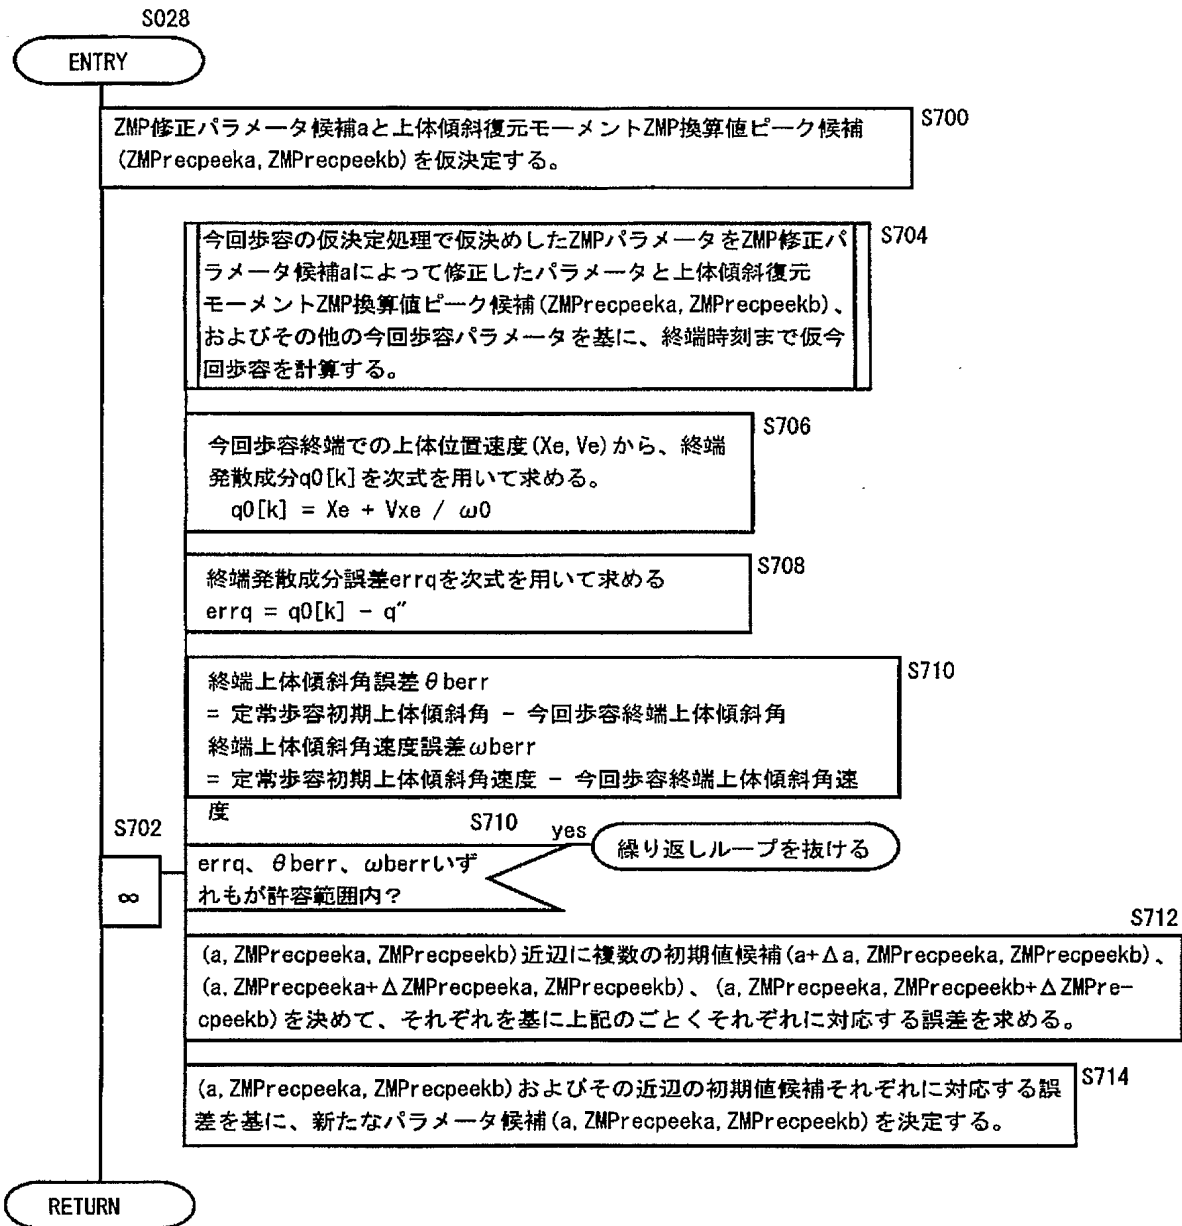 S028
ENTRY
S700
ZMP修正パラメータ候補aと上体傾斜復元モーメントZMP換算値ピーク候補
(ZMPrecpeeka, ZMPrecpeekb)を仮決定する。
S704
今回歩容の仮決定処理で仮決めしたZMPパラメータをZMP修正パ
ラメータ候補aによって修正したパラメータと上体傾斜復元
モーメントZMP換算値ピーク候補(ZMPrecpeeka, ZMPrecpeekb)、
およびその他の今回歩容パラメータを基に、終端時刻まで仮今
回歩容を計算する。
S706
今回歩容終端での上体位置速度(Xe, Ve)から、終端
発散成分q0[k]を次式を用いて求める。
q0[k] = Xe + Vxe / ω0
S708
終端発散成分誤差errqを次式を用いて求める
errq = q0[k] - q″
S710
終端上体傾斜角誤差θberr
= 定常歩容初期上体傾斜角 - 今回歩容終端上体傾斜角
終端上体傾斜角速度誤差ωberr
= 定常歩容初期上体傾斜角速度 - 今回歩容終端上体傾斜角速
度
S702
∞
S710
errq、θberr、ωberrいず
れもが許容範囲内?
yes
繰り返しループを抜ける
S712
(a, ZMPrecpeeka, ZMPrecpeekb)近辺に複数の初期値候補(a+Δa, ZMPrecpeeka, ZMPrecpeekb)、
(a, ZMPrecpeeka+ΔZMPrecpeeka, ZMPrecpeekb)、(a, ZMPrecpeeka, ZMPrecpeekb+ΔZMPre-
cpeekb)を決めて、それぞれを基に上記のごとくそれぞれに対応する誤差を求める。
S714
(a, ZMPrecpeeka, ZMPrecpeekb)およびその近辺の初期値候補それぞれに対応する誤
差を基に、新たなパラメータ候補(a, ZMPrecpeeka, ZMPrecpeekb)を決定する。
RETURN